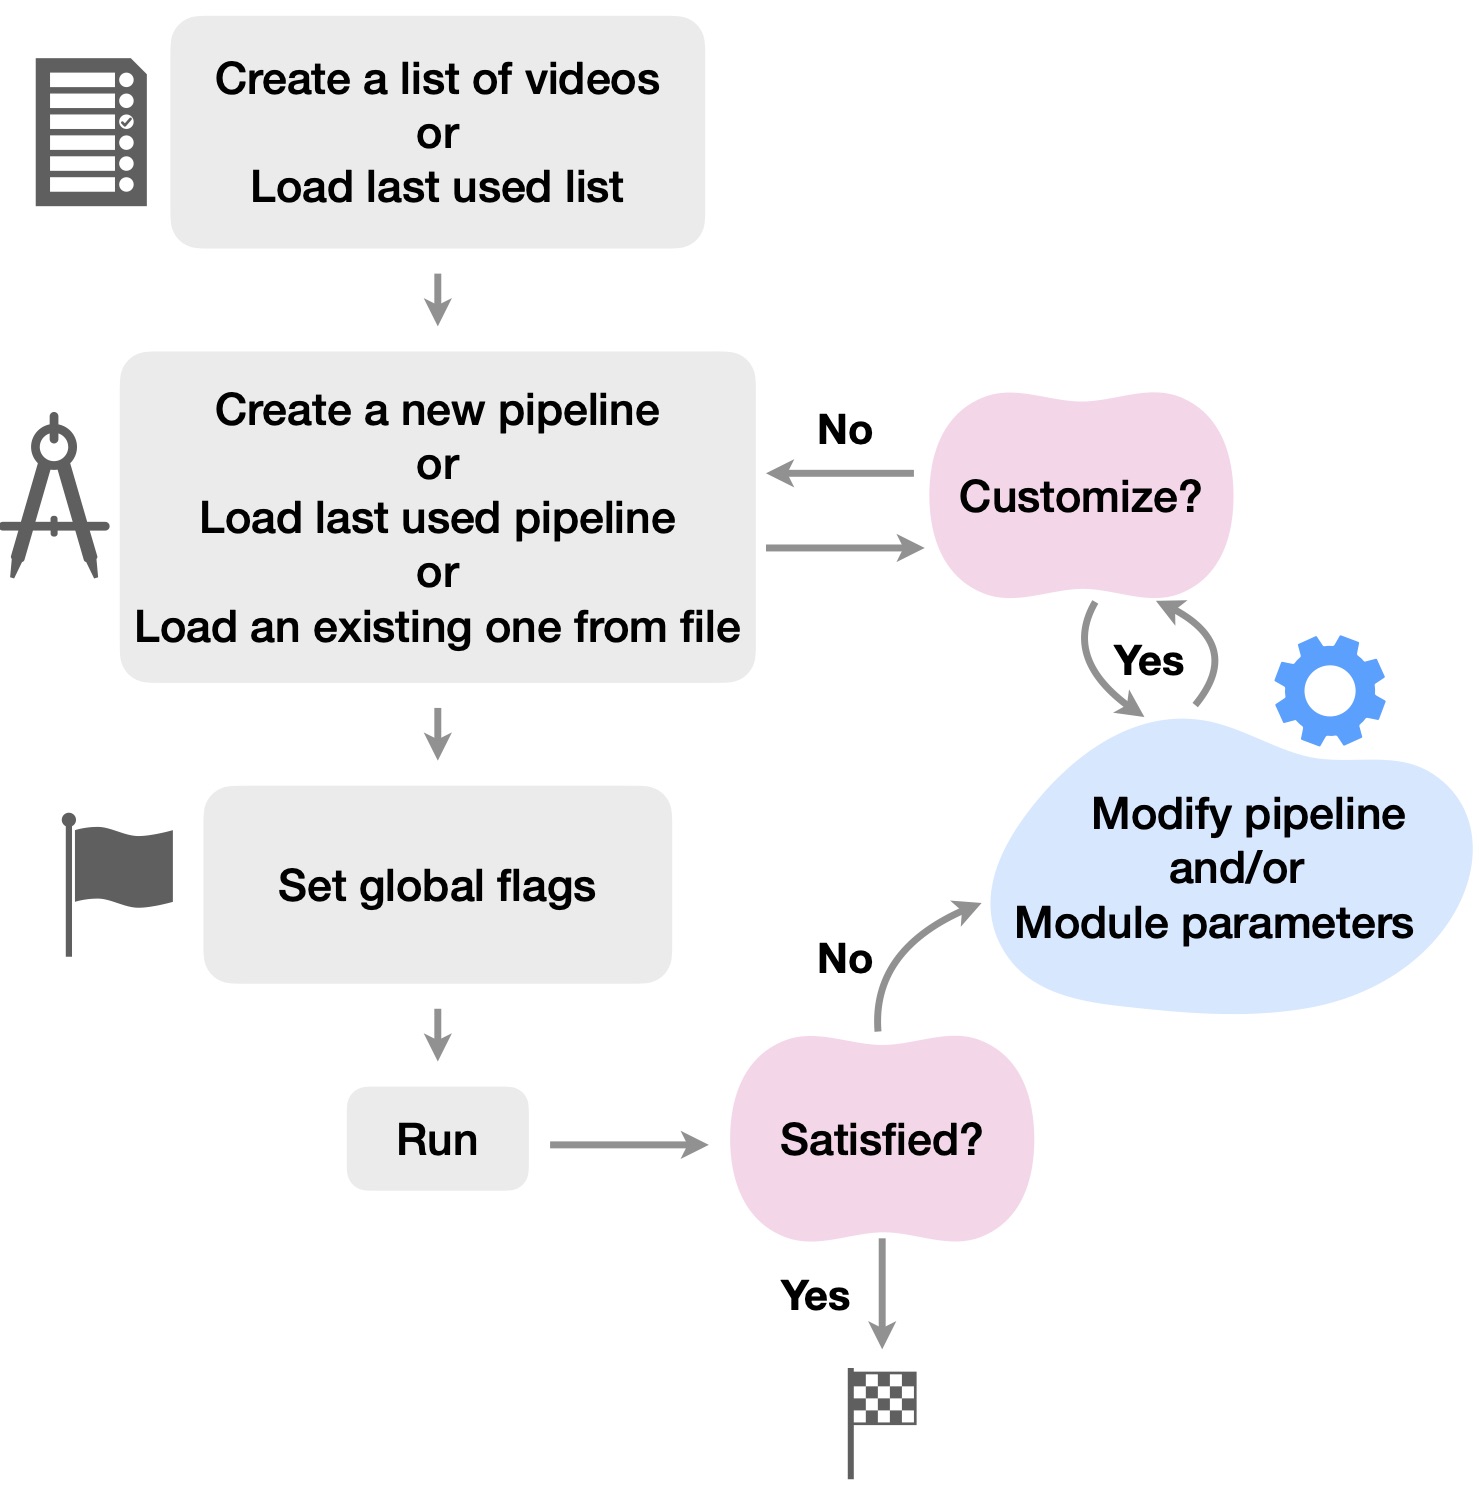 Create a list of videos
or
Load last used list
Create a new pipeline
or
Load last used pipeline
or
Load an existing one from file
No
Customize?
Yes
Modify pipeline
and/or
Module parameters
Set global flags
No
Run
Satisfied?
Yes